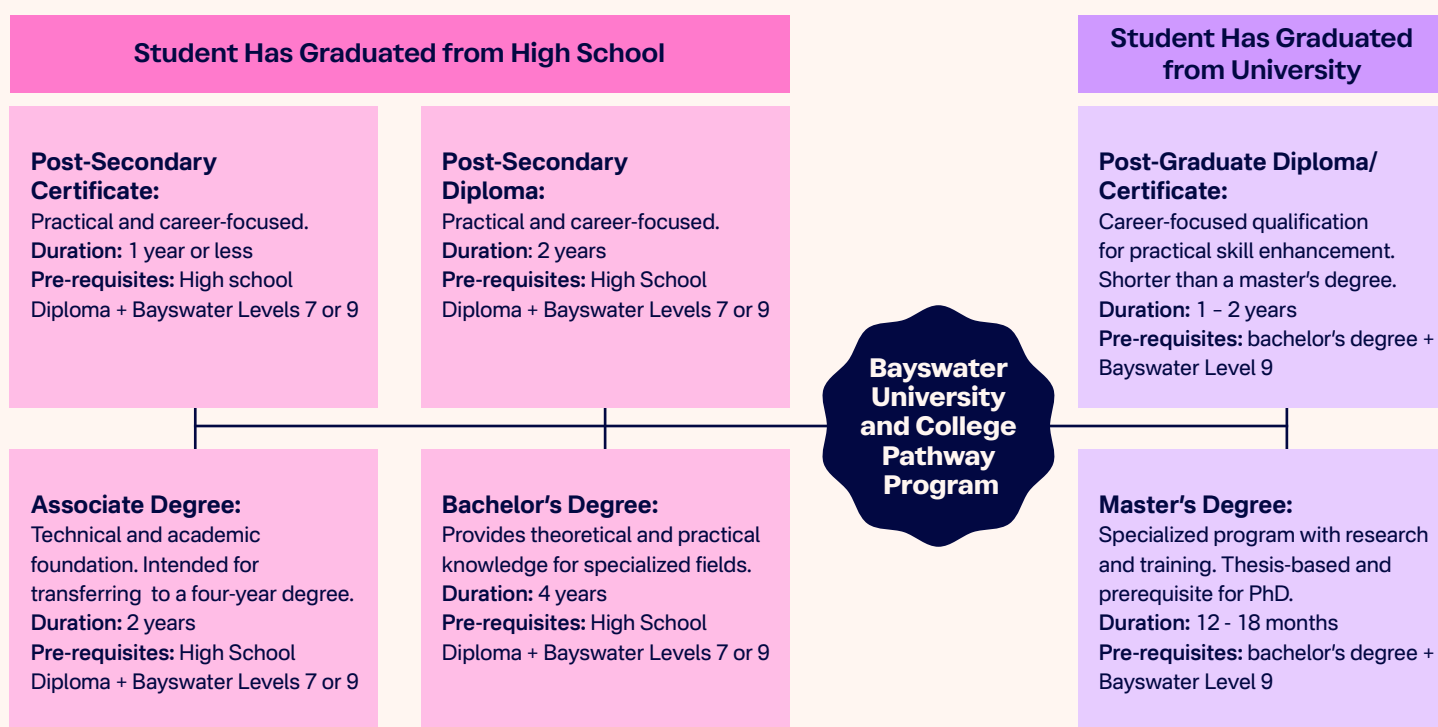 Student Has Graduated from High School
Student Has Graduated
from University
Post-Secondary
Certificate:
Practical and career-focused.
Duration: 1 year or less
Pre-requisites: High school
Diploma + Bayswater Levels 7 or 9
Post-Secondary
Diploma:
Practical and career-focused.
Duration: 2 years
Pre-requisites: High School
Diploma + Bayswater Levels 7 or 9
Post-Graduate Diploma/
Certificate:
Career-focused qualification
for practical skill enhancement.
Shorter than a master's degree.
Duration: 1 – 2 years
Pre-requisites: bachelor's degree +
Bayswater Level 9
Bayswater
University
and College
Pathway
Program
Associate Degree:
Technical and academic
foundation. Intended for
transferring  to a four-year degree.
Duration: 2 years
Pre-requisites: High School
Diploma + Bayswater Levels 7 or 9
Bachelor's Degree:
Provides theoretical and practical
knowledge for specialized fields.
Duration: 4 years
Pre-requisites: High School
Diploma + Bayswater Levels 7 or 9
Master's Degree:
Specialized program with research
and training. Thesis-based and
prerequisite for PhD.
Duration: 12 - 18 months
Pre-requisites: bachelor's degree +
Bayswater Level 9